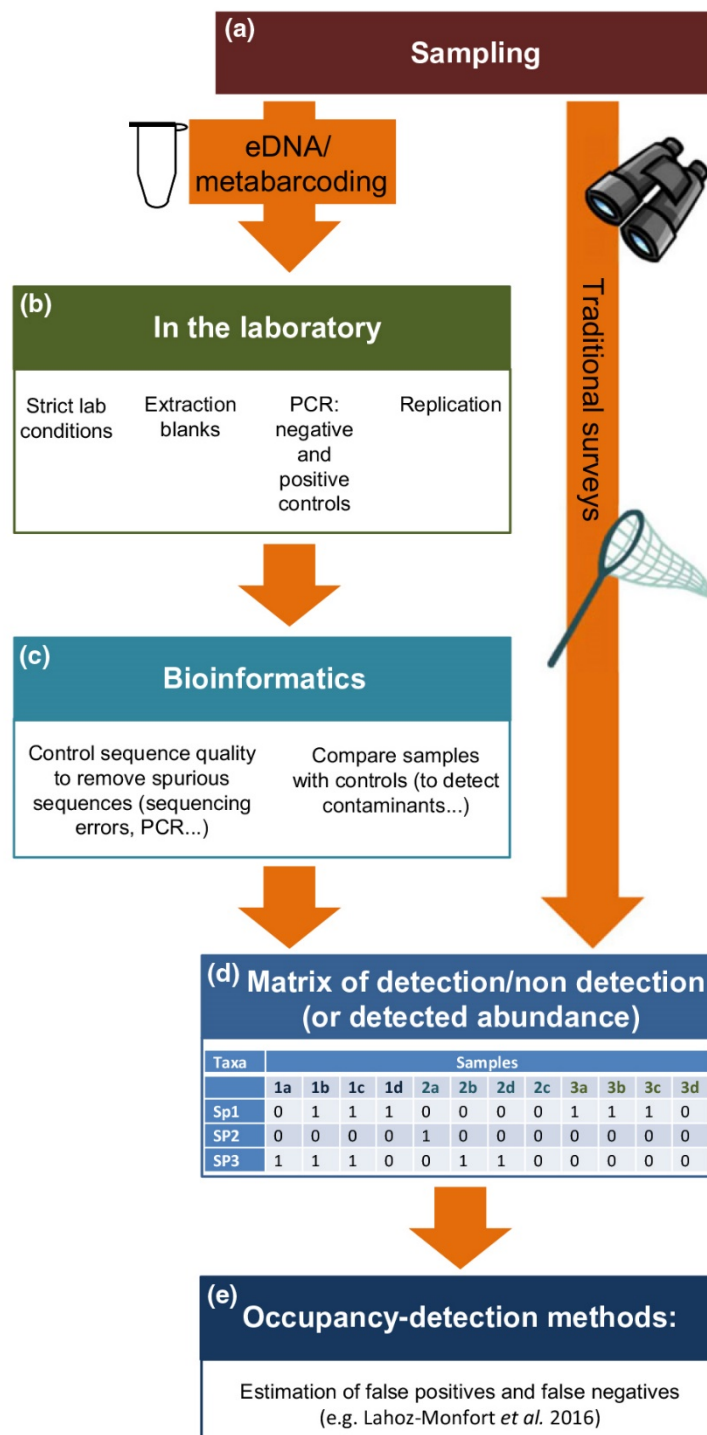 (a)
Sampling
eDNA/
metabarcoding
Traditional surveys
(b)
In the laboratory
Strict lab
conditions
Extraction
blanks
PCR:
negative
and
positive
controls
Replication
(c)
Bioinformatics
Control sequence quality
to remove spurious
sequences (sequencing
errors, PCR...)
Compare samples
with controls (to detect
contaminants...)
(d) Matrix of detection/non detection
(or detected abundance)
Taxa Samples
1a 1b 1c 1d 2a 2b 2d 2c 3a 3b 3c 3d
Sp1 0 1 1 1 0 0 0 0 1 1 1 0
SP2 0 0 0 0 1 0 0 0 0 0 0 0
SP3 1 1 1 0 0 1 1 0 0 0 0 0
(e)
Occupancy-detection methods:
Estimation of false positives and false negatives
(e.g. Lahoz-Monfort et al. 2016)